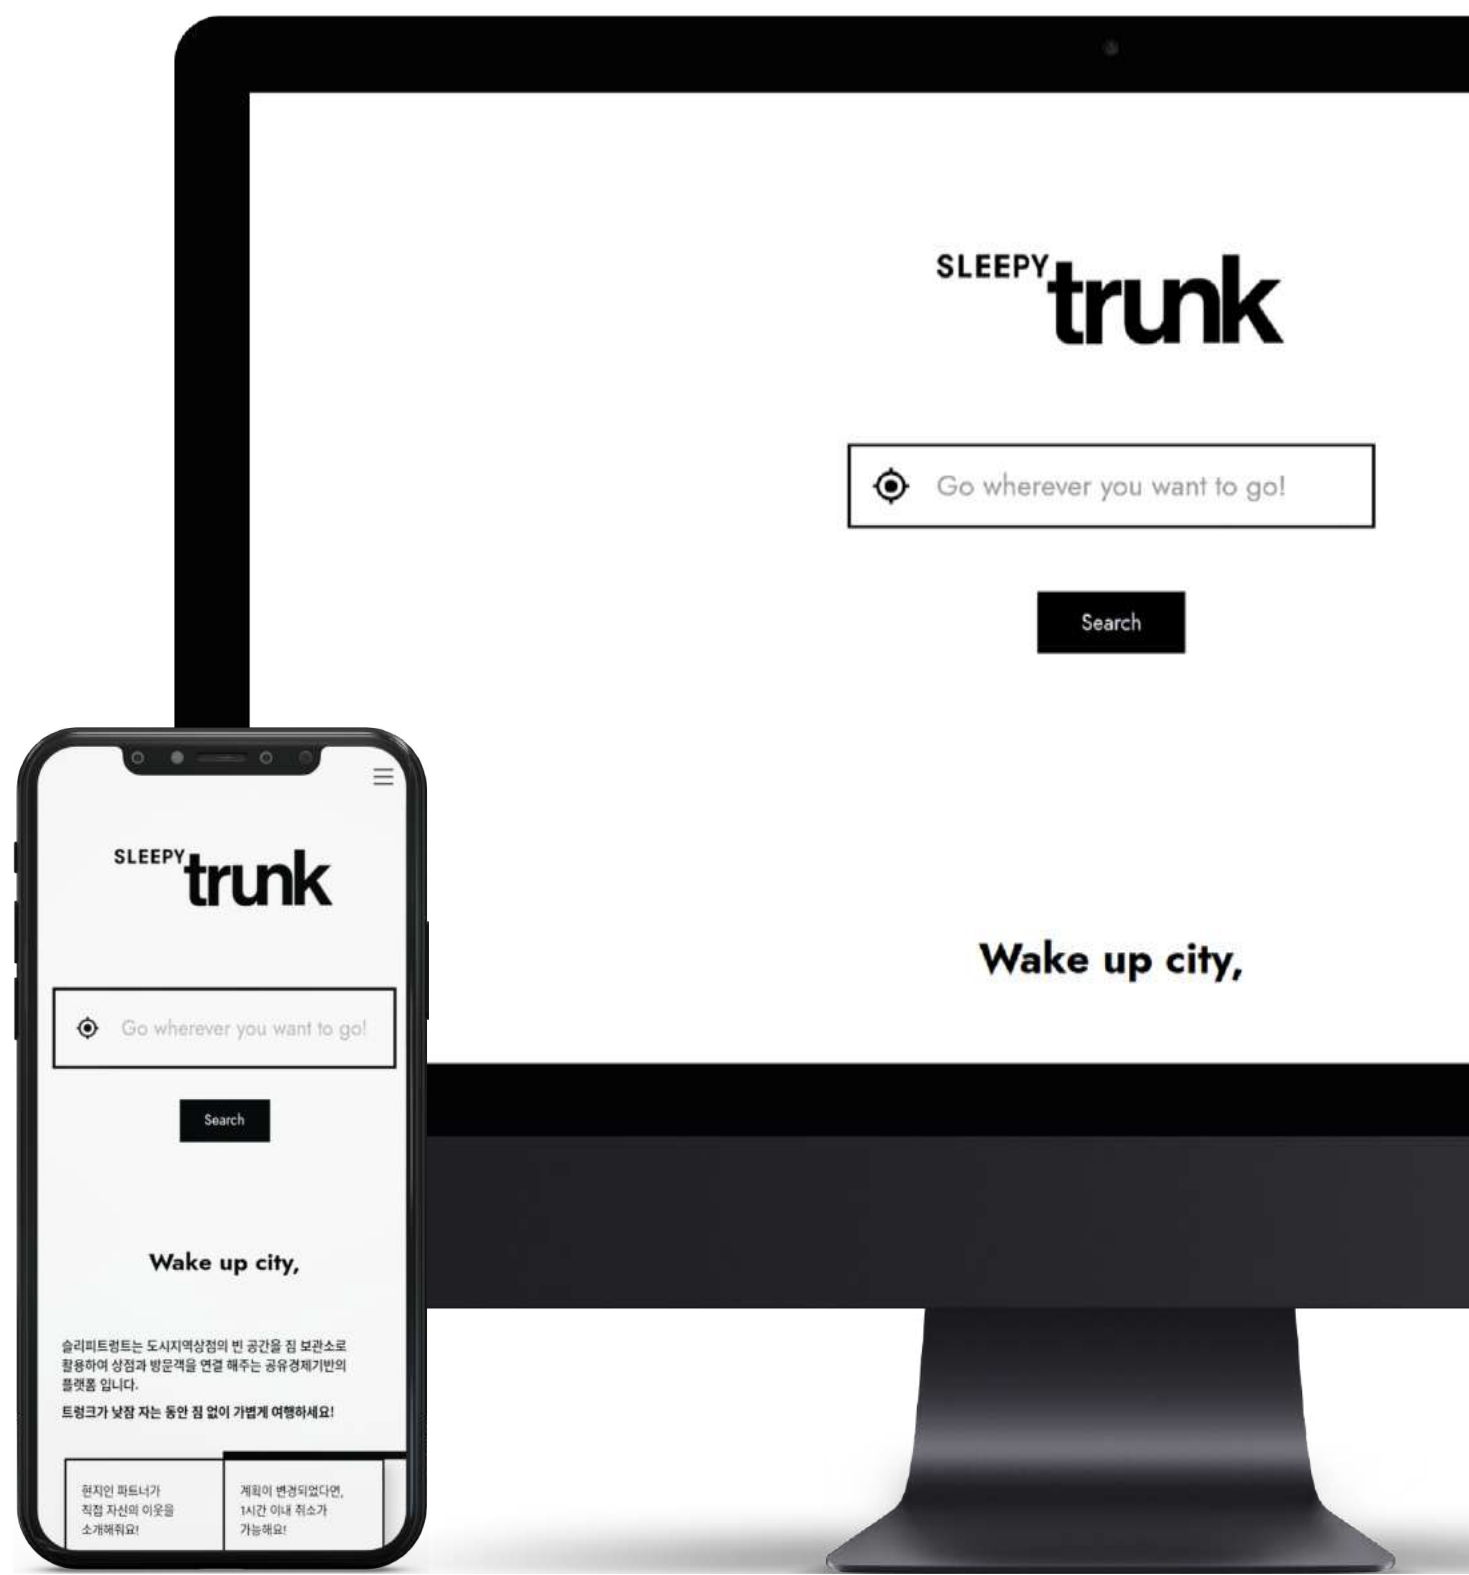 SLEEPY trunk
Go wherever you want to go!
Search
Wake up city,
SLEEPY trunk
Go wherever you want to go!
Search
Wake up city,
슬리피트렁트는 도시지역상점의 빈 공간을 짐 보관소로
활용하여 상점과 방문객을 연결 해주는 공유경제기반의
플랫폼 입니다.
트렁크가 낮잠 자는 동안 짐 없이 가볍게 여행하세요!
현지인 파트너가
직접 자신의 이웃을
소개해줘요!
계획이 변경되었다면,
1시간 이내 취소가
가능해요!